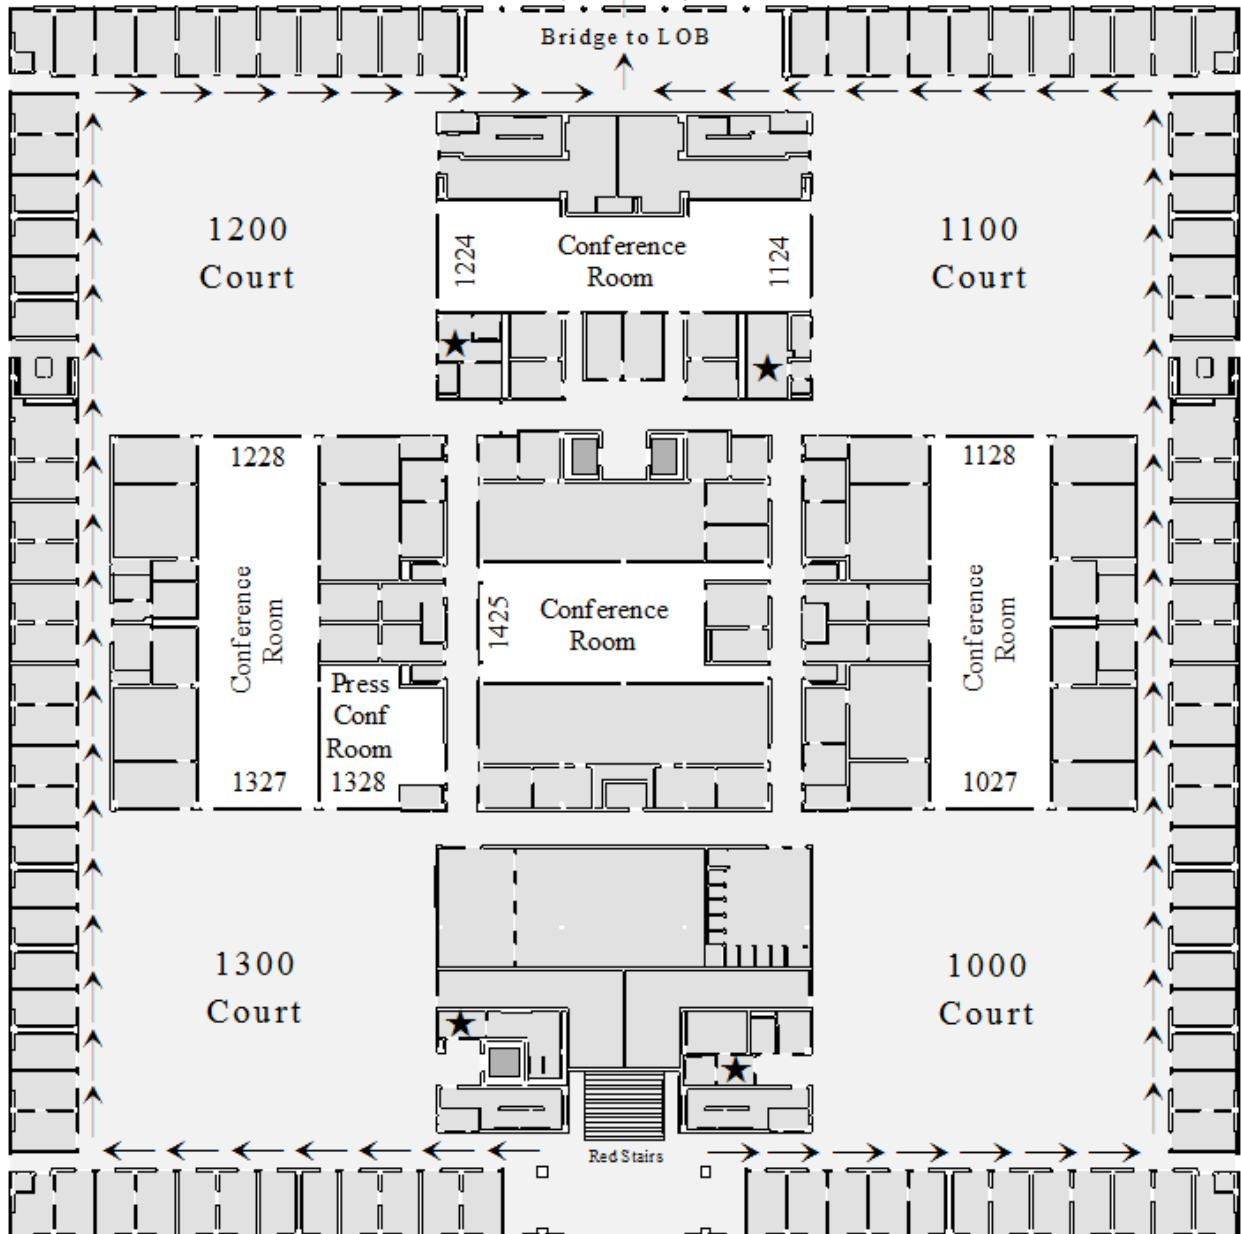 Bridge to LOB
1200
Court
1224
Conference
Room
1124
1100
Court
1228
Conference
Room
1327
Press
Conf
Room
1328
1425
Conference
Room
1128
Conference
Room
1027
1300
Court
1000
Court
Red Stairs